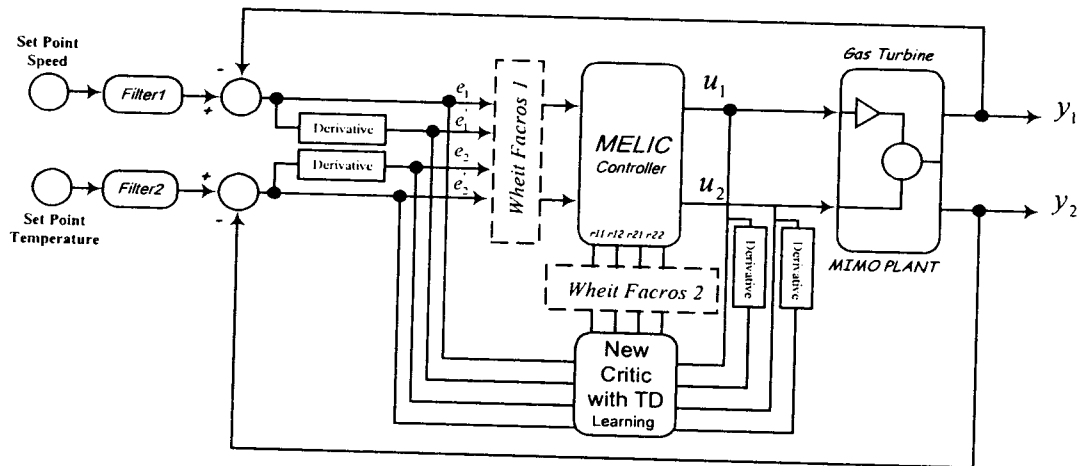 Set Point
Speed
Filter1
-
+
Derivative
Derivative
Set Point
Temperature
Filter2
+
-
e1
e1
e2
e2
Wheit Facros 1
MELIC
Controller
r11 r12 r21 r22
Wheit Facros 2
New
Critic
with TD
Learning
u1
u2
Derivative
Derivative
Gas Turbine
MIMO PLANT
y1
y2